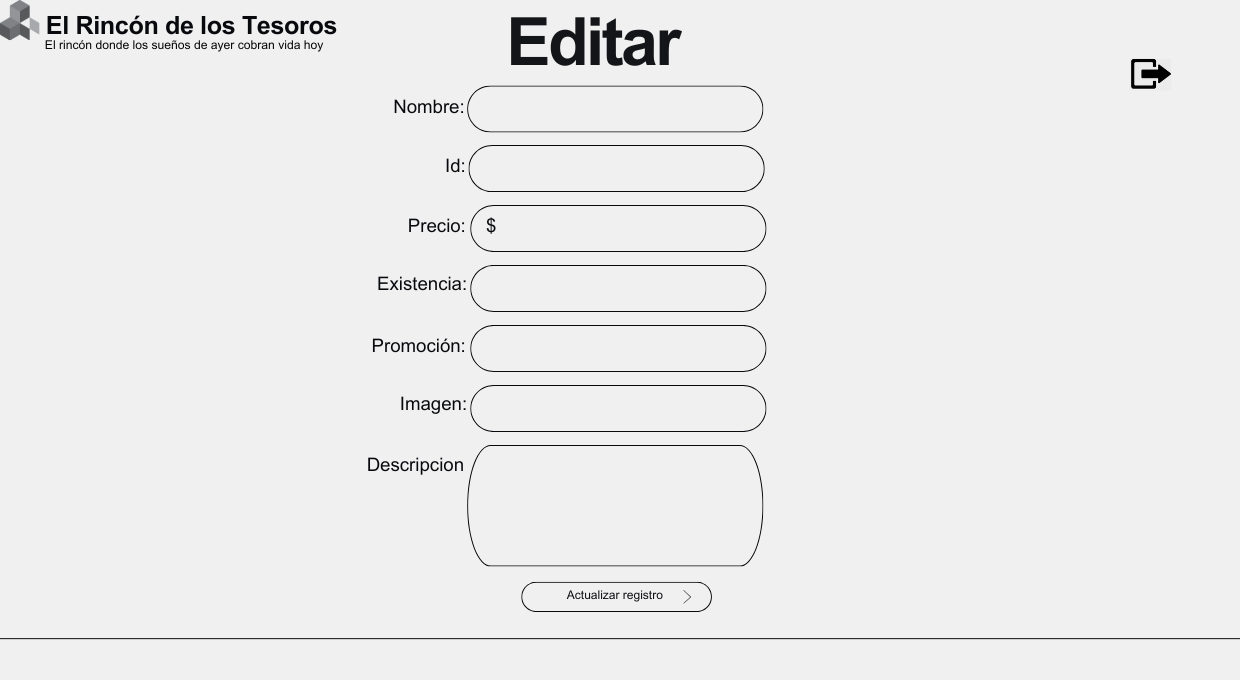 El Rincón de los Tesoros
El rincón donde los sueños de ayer cobran vida hoy
Editar
Nombre:
Id:
Precio: $
Existencia:
Promoción:
Imagen:
Descripcion
Actualizar registro